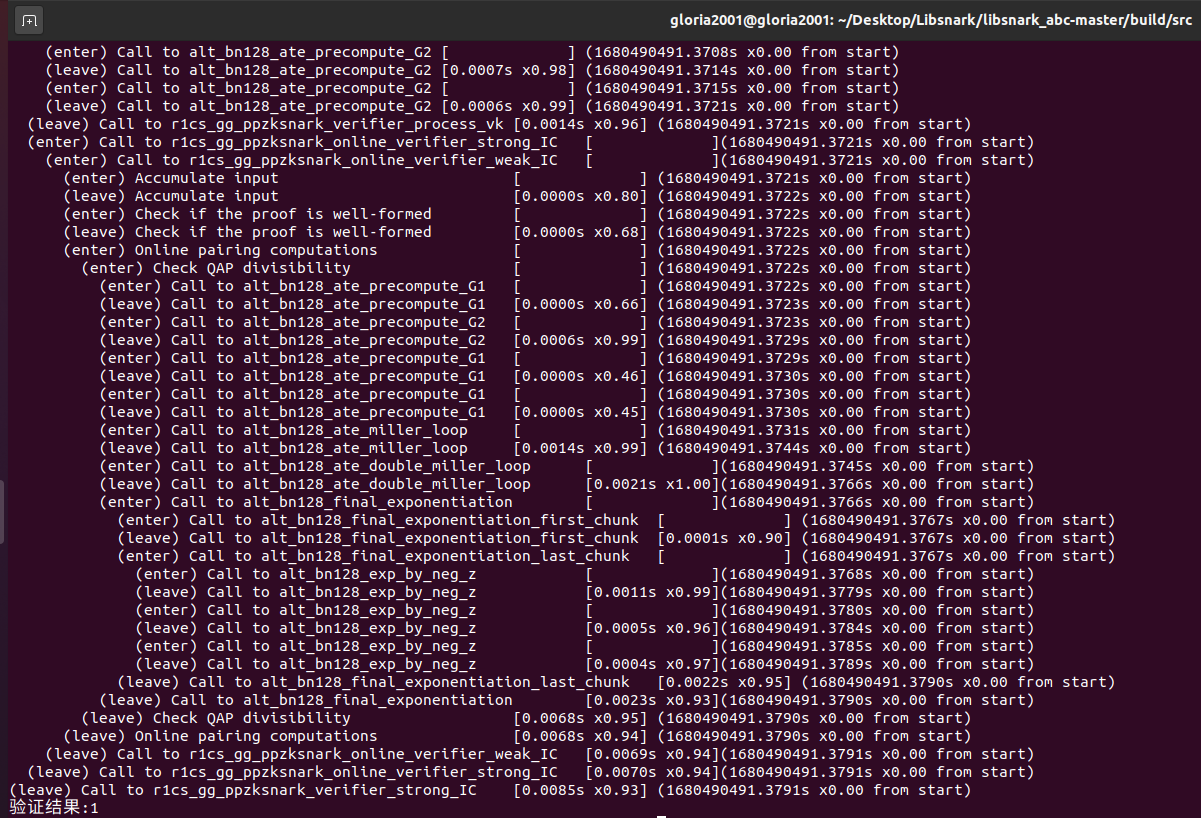 gloria2001@gloria2001: ~/Desktop/Libsnark/libsnark_abc-master/build/src
(enter) Call to alt_bn128_ate_precompute_G2 [             ] (1680490491.3708s x0.00 from start)
(leave) Call to alt_bn128_ate_precompute_G2 [0.0007s x0.98] (1680490491.3714s x0.00 from start)
(enter) Call to alt_bn128_ate_precompute_G2 [             ] (1680490491.3715s x0.00 from start)
(leave) Call to alt_bn128_ate_precompute_G2 [0.0006s x0.99] (1680490491.3721s x0.00 from start)
(leave) Call to r1cs_gg_ppzksnark_verifier_process_vk [0.0014s x0.96] (1680490491.3721s x0.00 from start)
(enter) Call to r1cs_gg_ppzksnark_online_verifier_strong_IC [             ](1680490491.3721s x0.00 from start)
(enter) Call to r1cs_gg_ppzksnark_online_verifier_weak_IC [             ](1680490491.3721s x0.00 from start)
(enter) Accumulate input [             ] (1680490491.3721s x0.00 from start)
(leave) Accumulate input [0.0000s x0.80] (1680490491.3722s x0.00 from start)
(enter) Check if the proof is well-formed [             ] (1680490491.3722s x0.00 from start)
(leave) Check if the proof is well-formed [0.0000s x0.68] (1680490491.3722s x0.00 from start)
(enter) Online pairing computations [             ] (1680490491.3722s x0.00 from start)
(enter) Check QAP divisibility [             ] (1680490491.3722s x0.00 from start)
(enter) Call to alt_bn128_ate_precompute_G1 [             ] (1680490491.3722s x0.00 from start)
(leave) Call to alt_bn128_ate_precompute_G1 [0.0000s x0.66] (1680490491.3723s x0.00 from start)
(enter) Call to alt_bn128_ate_precompute_G2 [             ] (1680490491.3723s x0.00 from start)
(leave) Call to alt_bn128_ate_precompute_G2 [0.0006s x0.99] (1680490491.3729s x0.00 from start)
(enter) Call to alt_bn128_ate_precompute_G1 [             ] (1680490491.3729s x0.00 from start)
(leave) Call to alt_bn128_ate_precompute_G1 [0.0000s x0.46] (1680490491.3730s x0.00 from start)
(enter) Call to alt_bn128_ate_precompute_G1 [             ] (1680490491.3730s x0.00 from start)
(leave) Call to alt_bn128_ate_precompute_G1 [0.0000s x0.45] (1680490491.3730s x0.00 from start)
(enter) Call to alt_bn128_ate_miller_loop [             ] (1680490491.3731s x0.00 from start)
(leave) Call to alt_bn128_ate_miller_loop [0.0014s x0.99] (1680490491.3744s x0.00 from start)
(enter) Call to alt_bn128_ate_double_miller_loop [             ](1680490491.3745s x0.00 from start)
(leave) Call to alt_bn128_ate_double_miller_loop [0.0021s x1.00](1680490491.3766s x0.00 from start)
(enter) Call to alt_bn128_final_exponentiation [             ](1680490491.3766s x0.00 from start)
(enter) Call to alt_bn128_final_exponentiation_first_chunk [             ] (1680490491.3767s x0.00 from start)
(leave) Call to alt_bn128_final_exponentiation_first_chunk [0.0001s x0.90] (1680490491.3767s x0.00 from start)
(enter) Call to alt_bn128_final_exponentiation_last_chunk [             ] (1680490491.3767s x0.00 from start)
(enter) Call to alt_bn128_exp_by_neg_z [             ](1680490491.3768s x0.00 from start)
(leave) Call to alt_bn128_exp_by_neg_z [0.0011s x0.99](1680490491.3779s x0.00 from start)
(enter) Call to alt_bn128_exp_by_neg_z [             ](1680490491.3780s x0.00 from start)
(leave) Call to alt_bn128_exp_by_neg_z [0.0005s x0.96](1680490491.3784s x0.00 from start)
(enter) Call to alt_bn128_exp_by_neg_z [             ](1680490491.3785s x0.00 from start)
(leave) Call to alt_bn128_exp_by_neg_z [0.0004s x0.97](1680490491.3789s x0.00 from start)
(leave) Call to alt_bn128_final_exponentiation_last_chunk [0.0022s x0.95] (1680490491.3790s x0.00 from start)
(leave) Call to alt_bn128_final_exponentiation [0.0023s x0.93](1680490491.3790s x0.00 from start)
(leave) Check QAP divisibility [0.0068s x0.95] (1680490491.3790s x0.00 from start)
(leave) Online pairing computations [0.0068s x0.94] (1680490491.3790s x0.00 from start)
(leave) Call to r1cs_gg_ppzksnark_online_verifier_weak_IC [0.0069s x0.94](1680490491.3791s x0.00 from start)
(leave) Call to r1cs_gg_ppzksnark_online_verifier_strong_IC [0.0070s x0.94](1680490491.3791s x0.00 from start)
(leave) Call to r1cs_gg_ppzksnark_verifier_strong_IC [0.0085s x0.93] (1680490491.3791s x0.00 from start)
验证结果:1